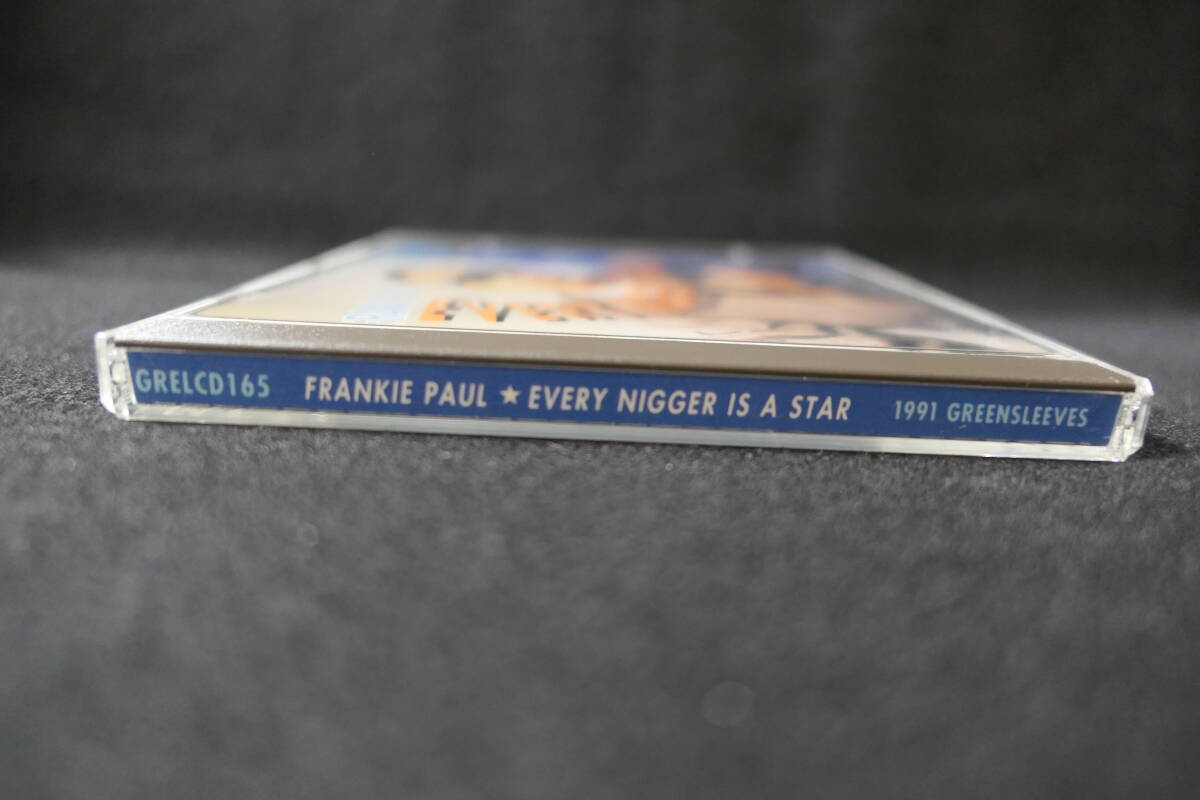 GRELCD165 FRANKIE PAUL ★ EVERY NIGGER IS A STAR 1991 GREENSLEEVES